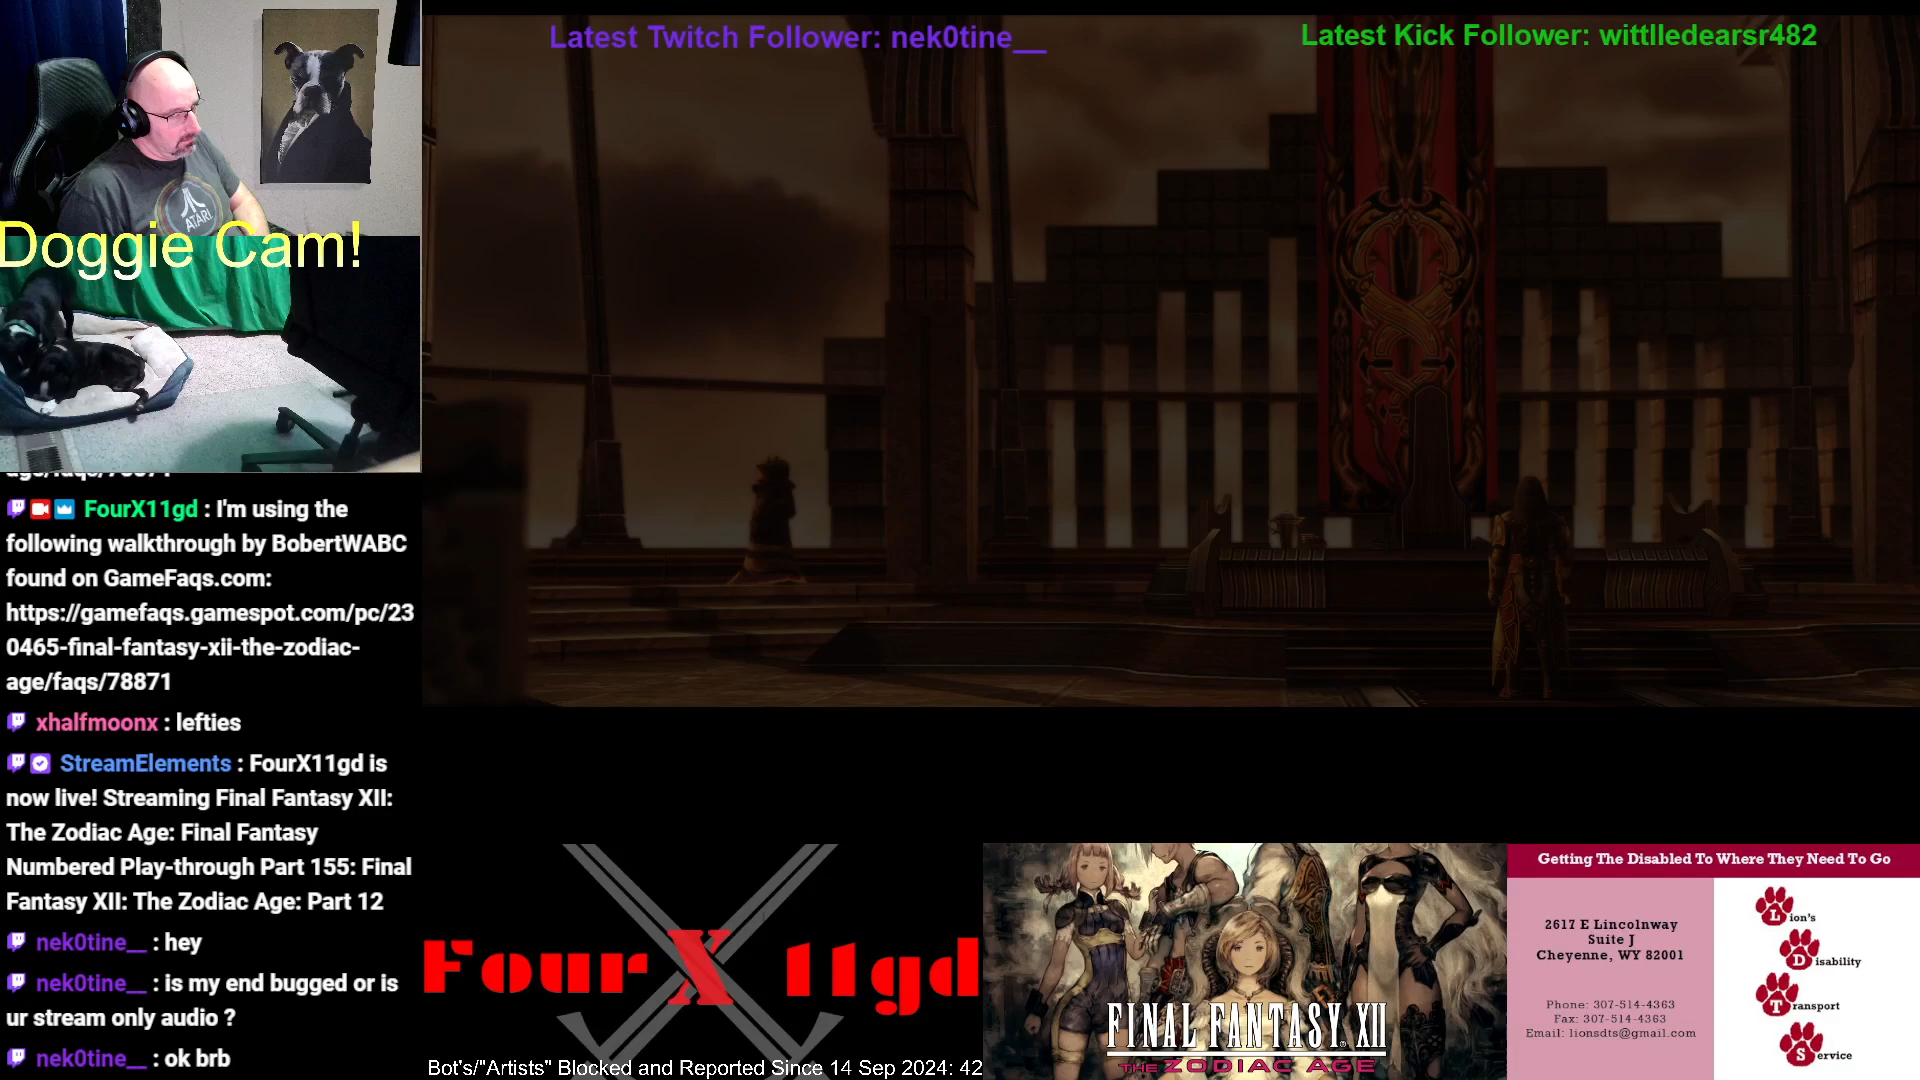 Latest Twitch Follower: nek0tine__
Latest Kick Follower: wittlledearsr482
ATARI
Doggie Cam!
FourX11gd : I'm using the
following walkthrough by BobertWABC
found on GameFaqs.com:
https://gamefaqs.gamespot.com/pc/23
0465-final-fantasy-xii-the-zodiac-
age/faqs/78871
xhalfmoonx : lefties
StreamElements : FourX11gd is
now live! Streaming Final Fantasy XII:
The Zodiac Age: Final Fantasy
Numbered Play-through Part 155: Final
Fantasy XII: The Zodiac Age: Part 12
nek0tine__ : hey
nek0tine__ : is my end bugged or is
ur stream only audio ?
nek0tine__ : ok brb
FourX11gd
Bot's/"Artists" Blocked and Reported Since 14 Sep 2024: 42
FINAL FANTASY XII
THE ZODIAC AGE
Getting The Disabled To Where They Need To Go
2617 E Lincolnway
Suite J
Cheyenne, WY 82001
Phone: 307-514-4363
Fax: 307-514-4363
Email: lionsdts@gmail.com
Lion's
Disability
Transport
Service